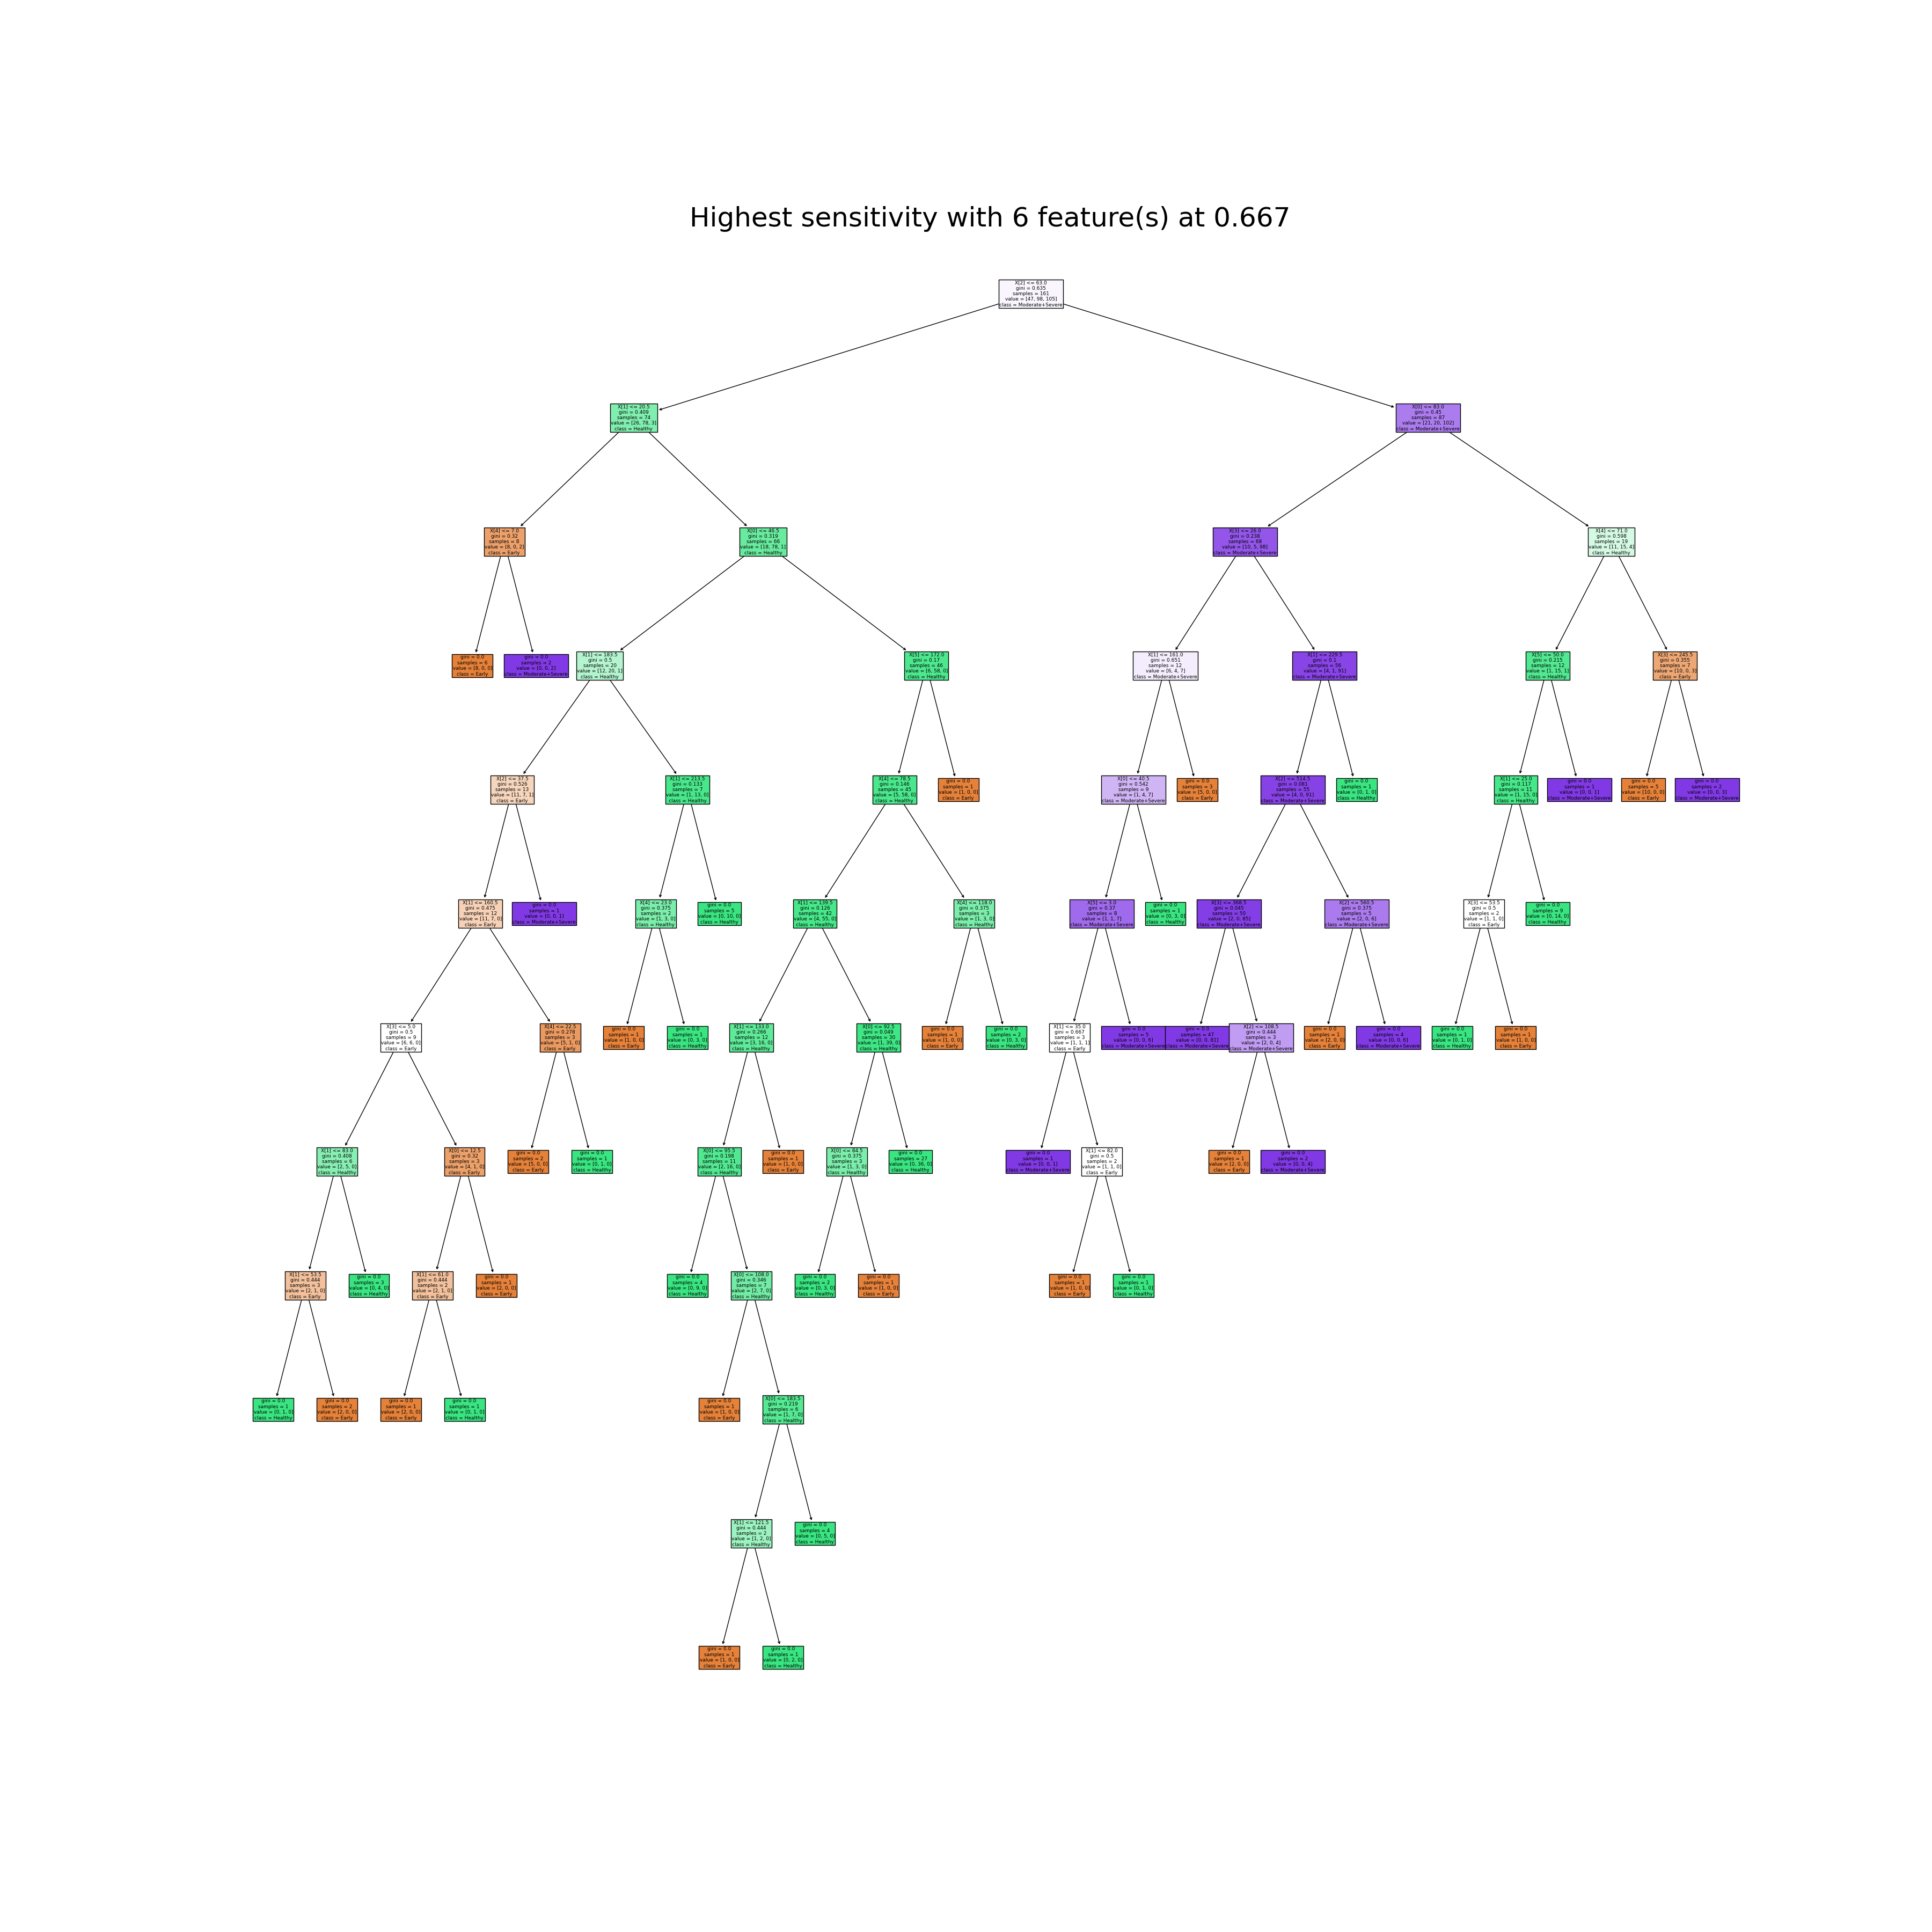 Highest sensitivity with 6 feature(s) at 0.667
X[2] <= 63.0
gini = 0.635
samples = 161
value = [47, 98, 105]
class = Moderate+Severe
X[1] <= 20.5
gini = 0.409
samples = 74
value = [26, 78, 3]
class = Healthy
X[0] <= 83.0
gini = 0.45
samples = 87
value = [21, 20, 102]
class = Moderate+Severe
X[4] <= 7.0
gini = 0.32
samples = 8
value = [8, 0, 2]
class = Early
X[0] <= 46.5
gini = 0.319
samples = 66
value = [18, 78, 1]
class = Healthy
X[3] <= 26.0
gini = 0.238
samples = 68
value = [10, 5, 98]
class = Moderate+Severe
X[4] <= 71.0
gini = 0.598
samples = 19
value = [11, 15, 4]
class = Healthy
gini = 0.0
samples = 6
value = [8, 0, 0]
class = Early
gini = 0.0
samples = 2
value = [0, 0, 2]
class = Moderate+Severe
X[1] <= 183.5
gini = 0.5
samples = 20
value = [12, 20, 1]
class = Healthy
X[5] <= 172.0
gini = 0.17
samples = 46
value = [6, 58, 0]
class = Healthy
X[1] <= 161.0
gini = 0.651
samples = 12
value = [6, 4, 7]
class = Moderate+Severe
X[1] <= 229.5
gini = 0.1
samples = 56
value = [4, 1, 91]
class = Moderate+Severe
X[5] <= 50.0
gini = 0.215
samples = 12
value = [1, 15, 1]
class = Healthy
X[3] <= 245.5
gini = 0.355
samples = 7
value = [10, 0, 3]
class = Early
X[2] <= 37.5
gini = 0.526
samples = 13
value = [11, 7, 1]
class = Early
X[1] <= 213.5
gini = 0.133
samples = 7
value = [1, 13, 0]
class = Healthy
X[4] <= 78.5
gini = 0.146
samples = 45
value = [5, 58, 0]
class = Healthy
gini = 0.0
samples = 1
value = [1, 0, 0]
class = Early
X[0] <= 40.5
gini = 0.542
samples = 9
value = [1, 4, 7]
class = Moderate+Severe
gini = 0.0
samples = 3
value = [5, 0, 0]
class = Early
X[2] <= 514.5
gini = 0.081
samples = 55
value = [4, 0, 91]
class = Moderate+Severe
gini = 0.0
samples = 1
value = [0, 1, 0]
class = Healthy
X[1] <= 25.0
gini = 0.117
samples = 11
value = [1, 15, 0]
class = Healthy
gini = 0.0
samples = 1
value = [0, 0, 1]
class = Moderate+Severe
gini = 0.0
samples = 5
value = [10, 0, 0]
class = Early
gini = 0.0
samples = 2
value = [0, 0, 3]
class = Moderate+Severe
X[1] <= 160.5
gini = 0.475
samples = 12
value = [11, 7, 0]
class = Early
gini = 0.0
samples = 1
value = [0, 0, 1]
class = Moderate+Severe
X[4] <= 23.0
gini = 0.375
samples = 2
value = [1, 3, 0]
class = Healthy
gini = 0.0
samples = 5
value = [0, 10, 0]
class = Healthy
X[1] <= 139.5
gini = 0.126
samples = 42
value = [4, 55, 0]
class = Healthy
X[4] <= 118.0
gini = 0.375
samples = 3
value = [1, 3, 0]
class = Healthy
X[5] <= 3.0
gini = 0.37
samples = 8
value = [1, 1, 7]
class = Moderate+Severe
gini = 0.0
samples = 1
value = [0, 3, 0]
class = Healthy
X[3] <= 368.5
gini = 0.045
samples = 50
value = [2, 0, 85]
class = Moderate+Severe
X[2] <= 560.5
gini = 0.375
samples = 5
value = [2, 0, 6]
class = Moderate+Severe
X[3] <= 53.5
gini = 0.5
samples = 2
value = [1, 1, 0]
class = Early
gini = 0.0
samples = 9
value = [0, 14, 0]
class = Healthy
X[3] <= 5.0
gini = 0.5
samples = 9
value = [6, 6, 0]
class = Early
X[4] <= 22.5
gini = 0.278
samples = 3
value = [5, 1, 0]
class = Early
gini = 0.0
samples = 1
value = [1, 0, 0]
class = Early
gini = 0.0
samples = 1
value = [0, 3, 0]
class = Healthy
X[1] <= 133.0
gini = 0.266
samples = 12
value = [3, 16, 0]
class = Healthy
X[0] <= 92.5
gini = 0.049
samples = 30
value = [1, 39, 0]
class = Healthy
gini = 0.0
samples = 1
value = [1, 0, 0]
class = Early
gini = 0.0
samples = 2
value = [0, 3, 0]
class = Healthy
X[1] <= 35.0
gini = 0.667
samples = 3
value = [1, 1, 1]
class = Early
gini = 0.0
samples = 5
value = [0, 0, 6]
class = Moderate+Severe
gini = 0.0
samples = 47
value = [0, 0, 81]
class = Moderate+Severe
X[2] <= 108.5
gini = 0.444
samples = 3
value = [2, 0, 4]
class = Moderate+Severe
gini = 0.0
samples = 1
value = [2, 0, 0]
class = Early
gini = 0.0
samples = 4
value = [0, 0, 6]
class = Moderate+Severe
gini = 0.0
samples = 1
value = [0, 1, 0]
class = Healthy
gini = 0.0
samples = 1
value = [1, 0, 0]
class = Early
X[1] <= 83.0
gini = 0.408
samples = 6
value = [2, 5, 0]
class = Healthy
X[0] <= 12.5
gini = 0.32
samples = 3
value = [4, 1, 0]
class = Early
gini = 0.0
samples = 2
value = [5, 0, 0]
class = Early
gini = 0.0
samples = 1
value = [0, 1, 0]
class = Healthy
X[0] <= 95.5
gini = 0.198
samples = 11
value = [2, 16, 0]
class = Healthy
gini = 0.0
samples = 1
value = [1, 0, 0]
class = Early
X[0] <= 84.5
gini = 0.375
samples = 3
value = [1, 3, 0]
class = Healthy
gini = 0.0
samples = 27
value = [0, 36, 0]
class = Healthy
gini = 0.0
samples = 1
value = [0, 0, 1]
class = Moderate+Severe
X[1] <= 82.0
gini = 0.5
samples = 2
value = [1, 1, 0]
class = Early
gini = 0.0
samples = 1
value = [2, 0, 0]
class = Early
gini = 0.0
samples = 2
value = [0, 0, 4]
class = Moderate+Severe
X[1] <= 53.5
gini = 0.444
samples = 3
value = [2, 1, 0]
class = Early
gini = 0.0
samples = 3
value = [0, 4, 0]
class = Healthy
X[1] <= 61.0
gini = 0.444
samples = 2
value = [2, 1, 0]
class = Early
gini = 0.0
samples = 1
value = [2, 0, 0]
class = Early
gini = 0.0
samples = 4
value = [0, 9, 0]
class = Healthy
X[0] <= 108.0
gini = 0.346
samples = 7
value = [2, 7, 0]
class = Healthy
gini = 0.0
samples = 2
value = [0, 3, 0]
class = Healthy
gini = 0.0
samples = 1
value = [1, 0, 0]
class = Early
gini = 0.0
samples = 1
value = [1, 0, 0]
class = Early
gini = 0.0
samples = 1
value = [0, 1, 0]
class = Healthy
gini = 0.0
samples = 1
value = [0, 1, 0]
class = Healthy
gini = 0.0
samples = 2
value = [2, 0, 0]
class = Early
gini = 0.0
samples = 1
value = [2, 0, 0]
class = Early
gini = 0.0
samples = 1
value = [0, 1, 0]
class = Healthy
gini = 0.0
samples = 1
value = [1, 0, 0]
class = Early
X[0] <= 183.5
gini = 0.219
samples = 6
value = [1, 7, 0]
class = Healthy
X[1] <= 121.5
gini = 0.444
samples = 2
value = [1, 2, 0]
class = Healthy
gini = 0.0
samples = 4
value = [0, 5, 0]
class = Healthy
gini = 0.0
samples = 1
value = [1, 0, 0]
class = Early
gini = 0.0
samples = 1
value = [0, 2, 0]
class = Healthy